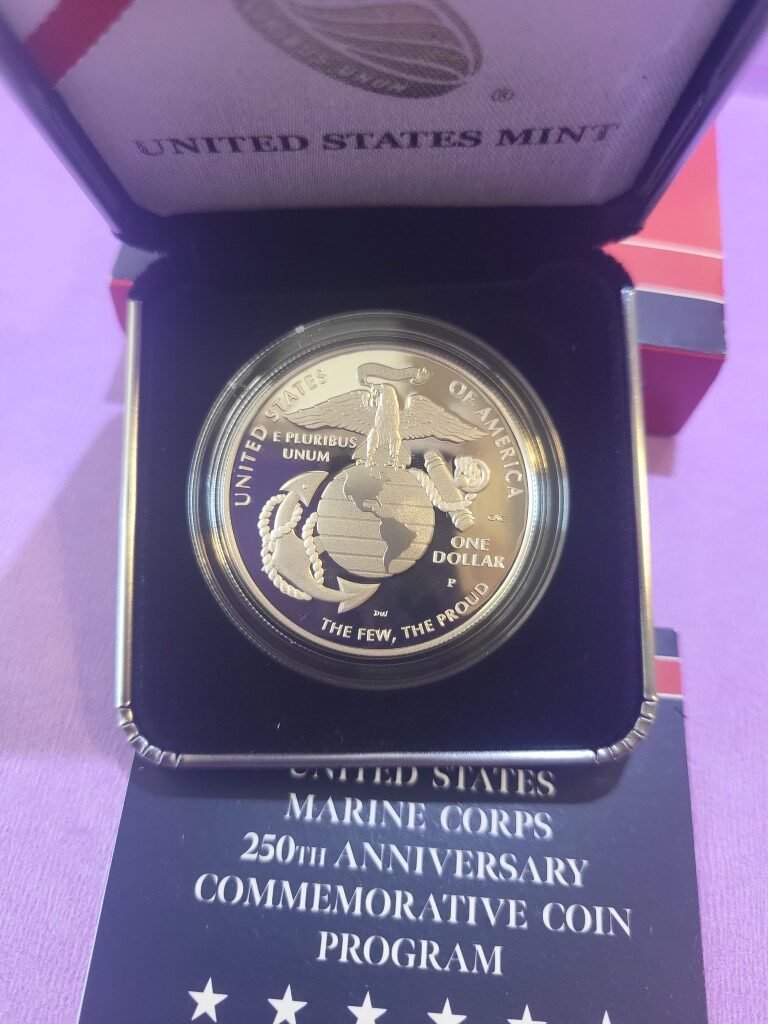 ®
UNITED STATES MINT
UNITED STATES OF AMERICA
E PLURIBUS
UNUM
ONE
DOLLAR
P
THE FEW, THE PROUD
UNITED STATES
MARINE CORPS
250TH ANNIVERSARY
COMMEMORATIVE COIN
PROGRAM